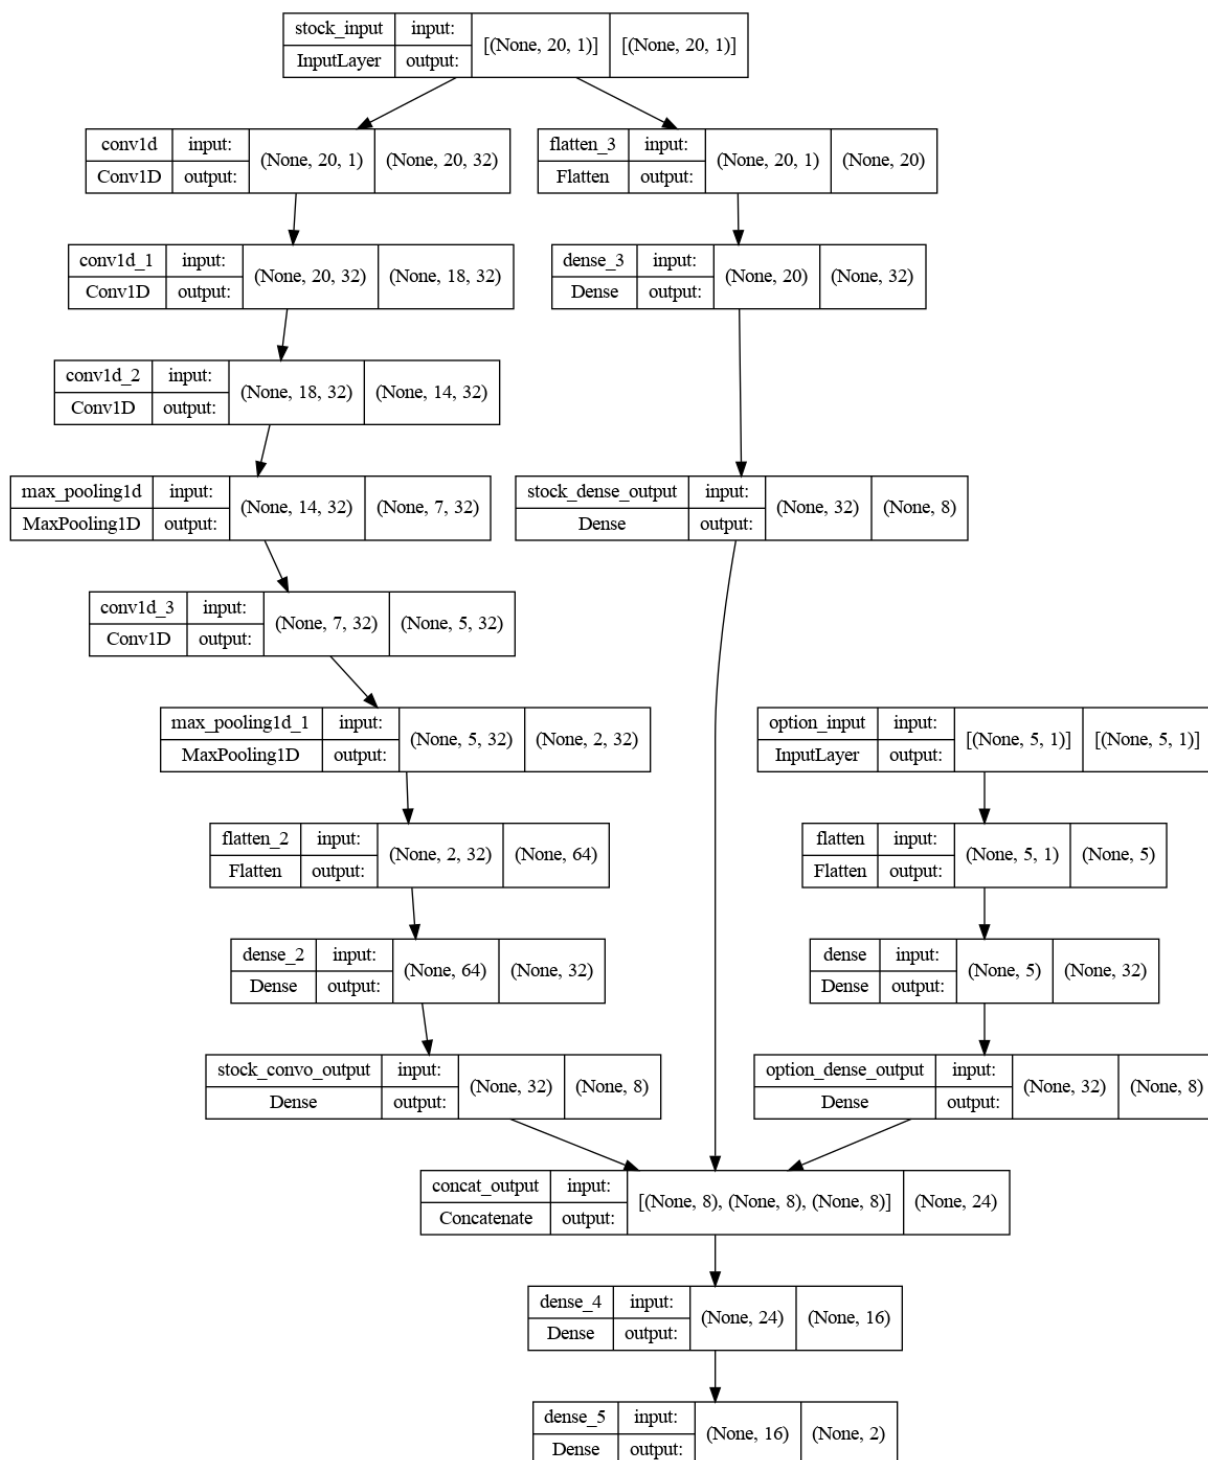 stock_input input: [(None, 20, 1)] [(None, 20, 1)]
InputLayer output:
conv1d input: (None, 20, 1) (None, 20, 32)
Conv1D output:
flatten_3 input: (None, 20, 1) (None, 20)
Flatten output:
conv1d_1 input: (None, 20, 32) (None, 18, 32)
Conv1D output:
dense_3 input: (None, 20) (None, 32)
Dense output:
conv1d_2 input: (None, 18, 32) (None, 14, 32)
Conv1D output:
max_pooling1d input: (None, 14, 32) (None, 7, 32)
MaxPooling1D output:
stock_dense_output input: (None, 32) (None, 8)
Dense output:
conv1d_3 input: (None, 7, 32) (None, 5, 32)
Conv1D output:
max_pooling1d_1 input: (None, 5, 32) (None, 2, 32)
MaxPooling1D output:
option_input input: [(None, 5, 1)] [(None, 5, 1)]
InputLayer output:
flatten_2 input: (None, 2, 32) (None, 64)
Flatten output:
flatten input: (None, 5, 1) (None, 5)
Flatten output:
dense_2 input: (None, 64) (None, 32)
Dense output:
dense input: (None, 5) (None, 32)
Dense output:
stock_convo_output input: (None, 32) (None, 8)
Dense output:
option_dense_output input: (None, 32) (None, 8)
Dense output:
concat_output input: [(None, 8), (None, 8), (None, 8)] (None, 24)
Concatenate output:
dense_4 input: (None, 24) (None, 16)
Dense output:
dense_5 input: (None, 16) (None, 2)
Dense output: